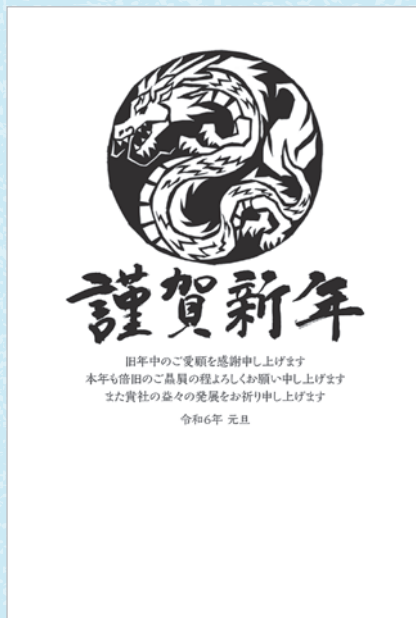 謹賀新年
旧年中のご愛顧を感謝申し上げます
本年も倍旧のご贔屓の程よろしくお願い申し上げます
また貴社の益々の発展をお祈り申し上げます
令和6年 元旦